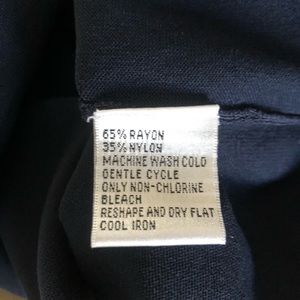 65% RAYON
35% NYLON
MACHINE WASH COLD
GENTLE CYCLE
ONLY NON-CHLORINE
BLEACH
RESHAPE AND DRY FLAT
COOL IRON